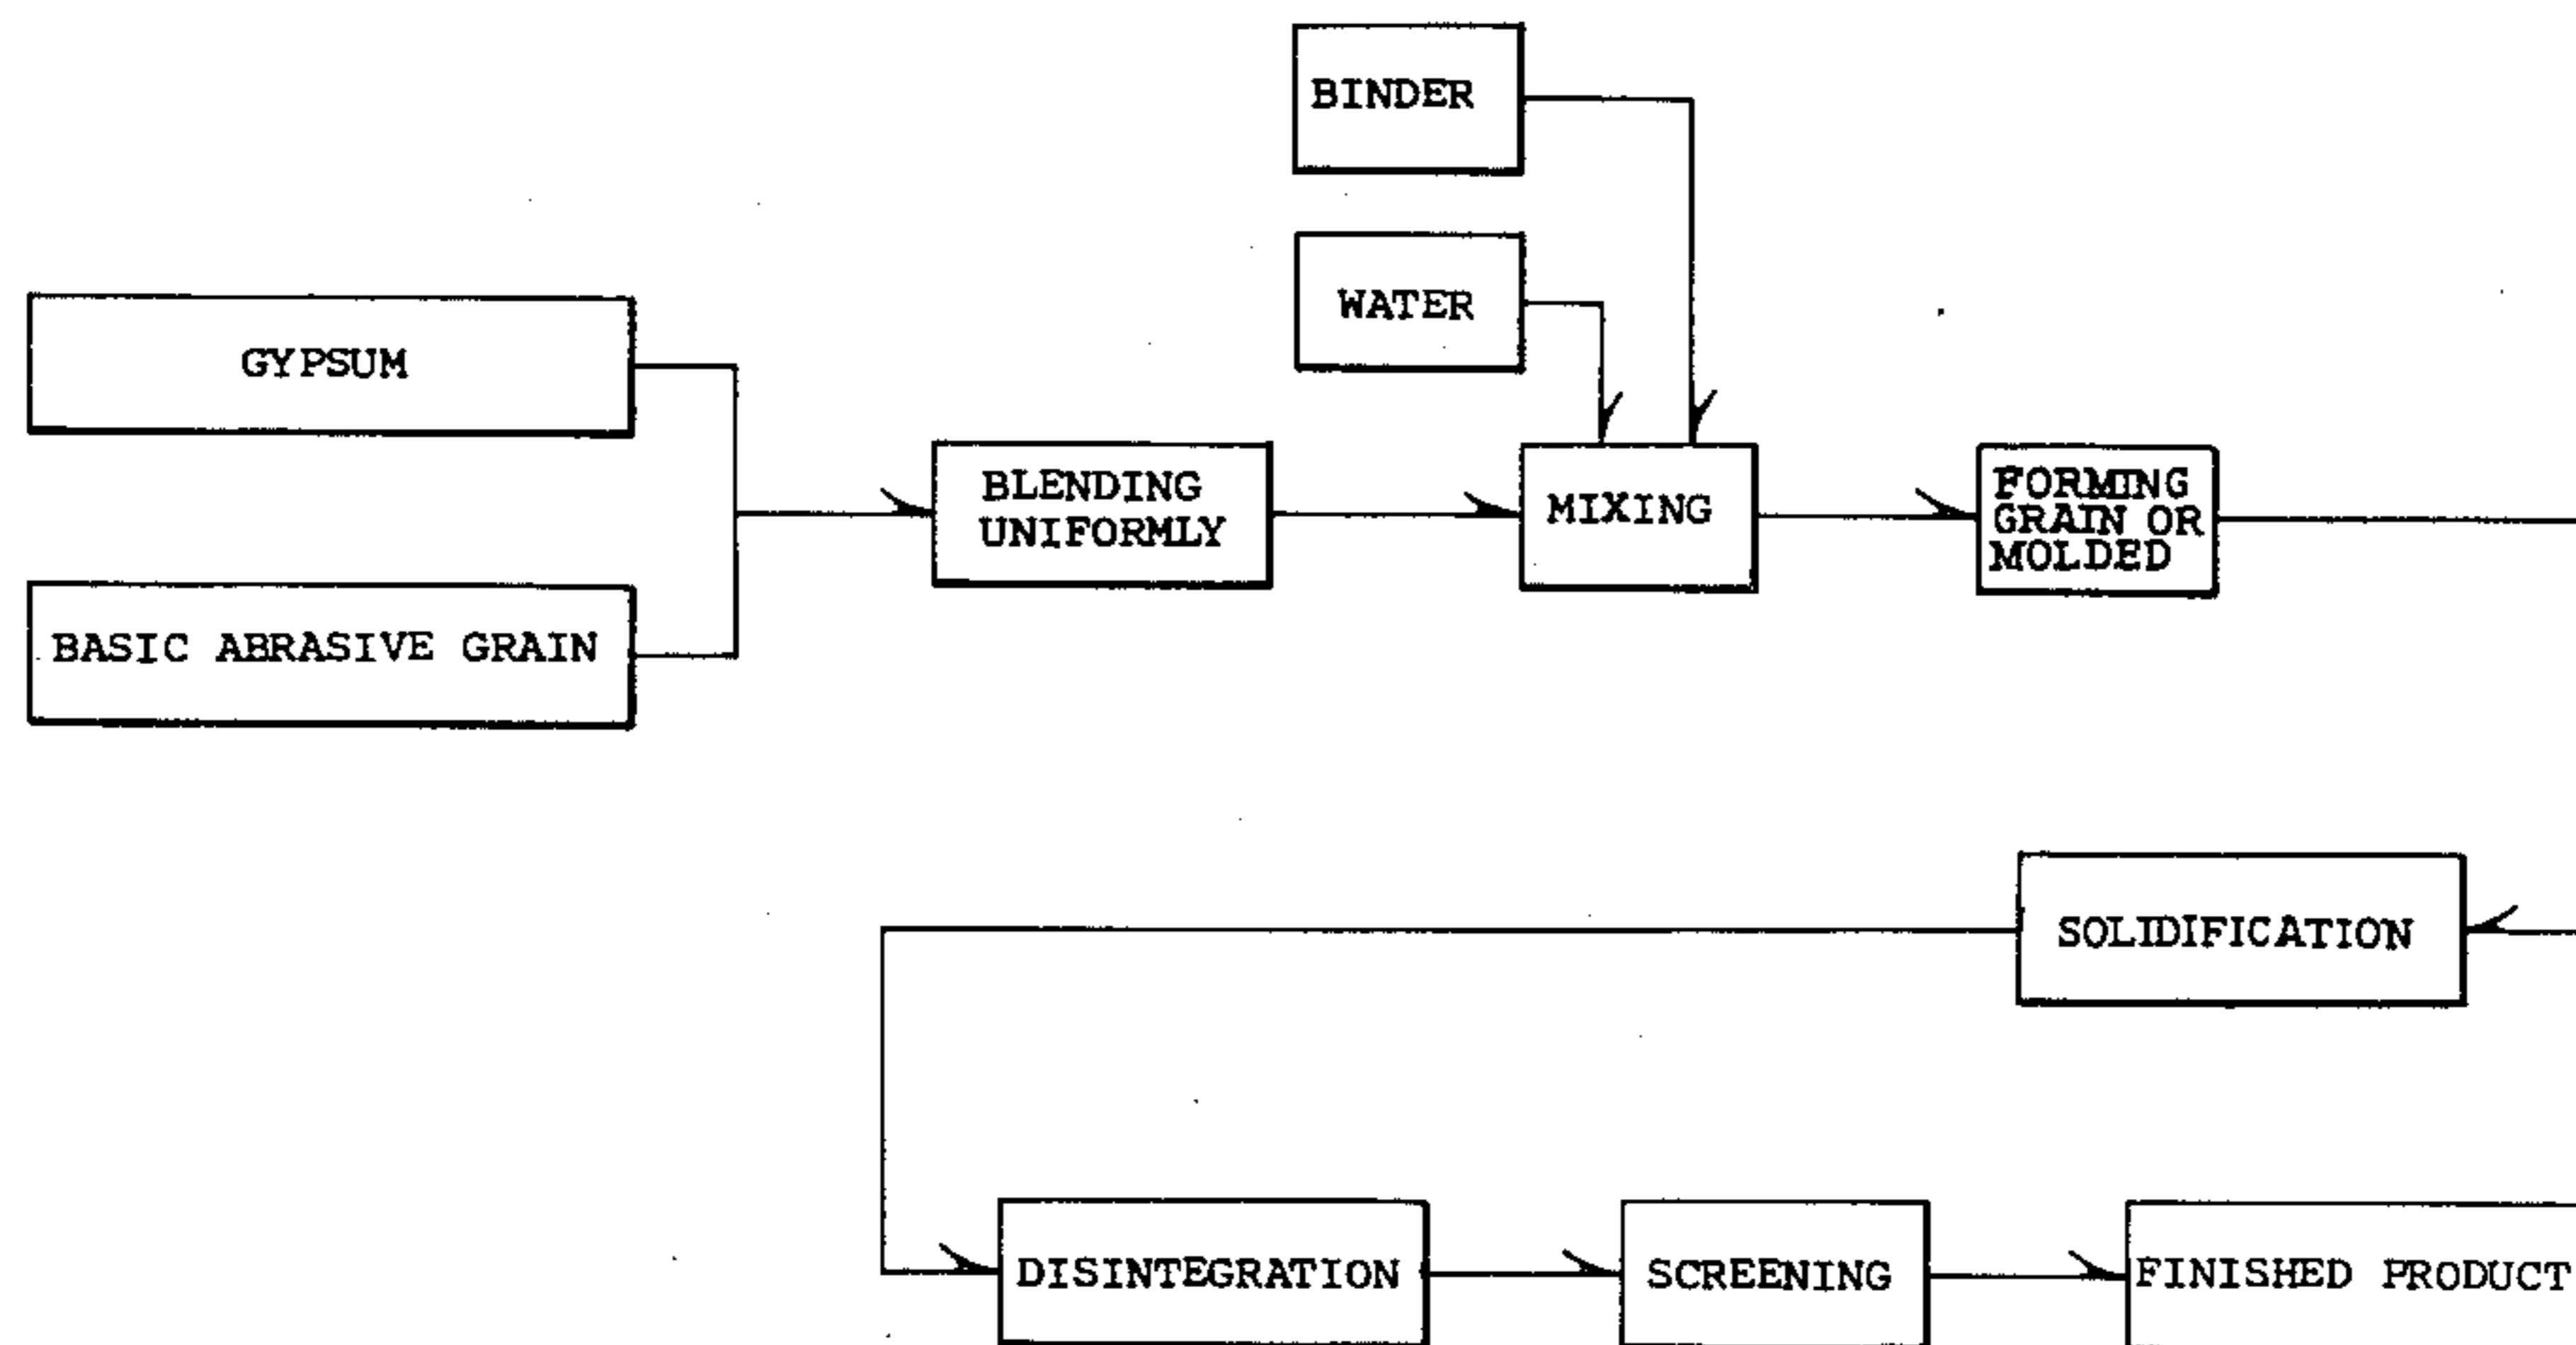 BINDER
WATER
GYPSUM
BASIC ABRASIVE GRAIN
BLENDING
UNIFORMLY
MIXING
FORMING
GRAIN OR
MOLDED
SOLIDIFICATION
DISINTEGRATION
SCREENING
FINISHED PRODUCT